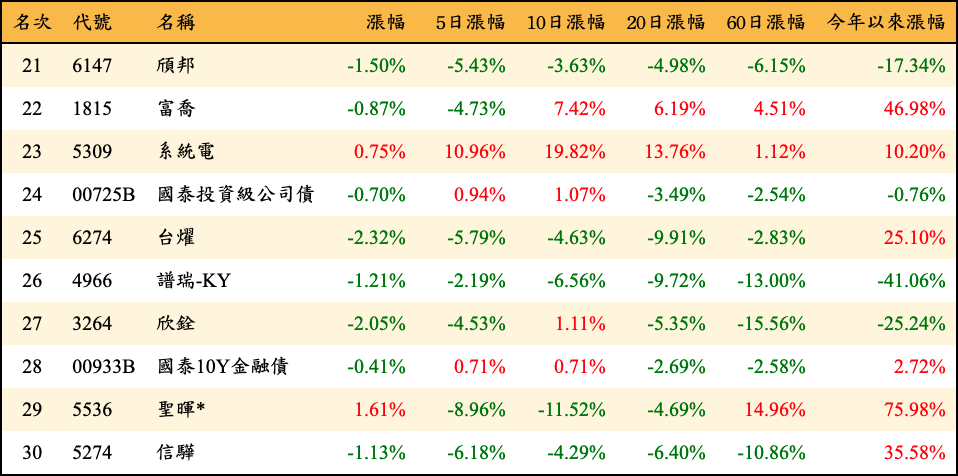 名次 代號 名稱 漲幅 5日漲幅 10日漲幅 20日漲幅 60日漲幅 今年以來漲幅
21 6147 頎邦 -1.50% -5.43% -3.63% -4.98% -6.15% -17.34%
22 1815 富喬 -0.87% -4.73% 7.42% 6.19% 4.51% 46.98%
23 5309 系統電 0.75% 10.96% 19.82% 13.76% 1.12% 10.20%
24 00725B 國泰投資級公司債 -0.70% 0.94% 1.07% -3.49% -2.54% -0.76%
25 6274 台燿 -2.32% -5.79% -4.63% -9.91% -2.83% 25.10%
26 4966 譜瑞-KY -1.21% -2.19% -6.56% -9.72% -13.00% -41.06%
27 3264 欣銓 -2.05% -4.53% 1.11% -5.35% -15.56% -25.24%
28 00933B 國泰10Y金融債 -0.41% 0.71% 0.71% -2.69% -2.58% 2.72%
29 5536 聖暉* 1.61% -8.96% -11.52% -4.69% 14.96% 75.98%
30 5274 信驊 -1.13% -6.18% -4.29% -6.40% -10.86% 35.58%